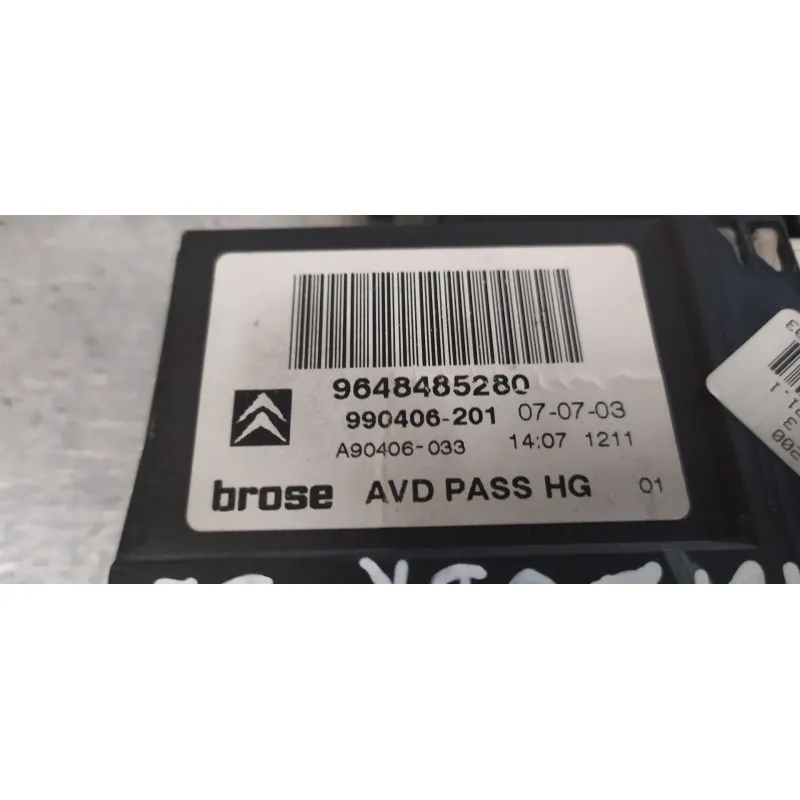 9648485280
990406-201 07-07-03
A90406-033 14:07 1211
brose AVD PASS HG 01